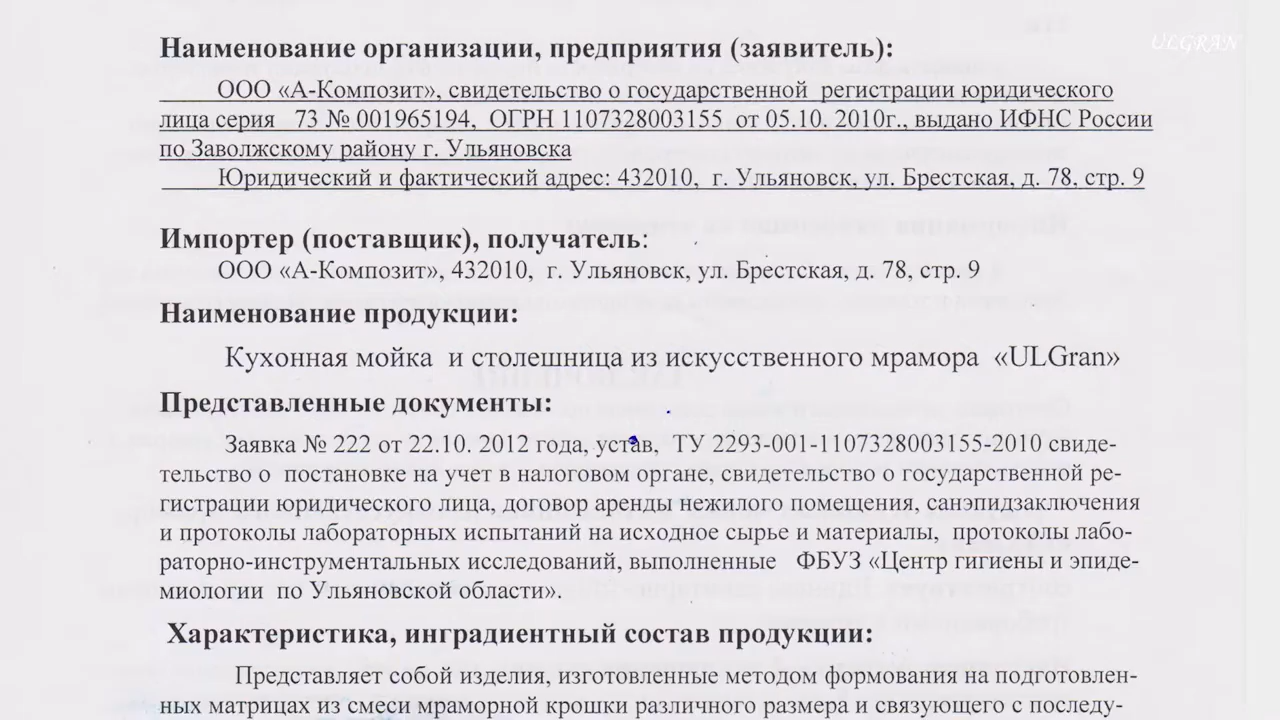 ULGRAN
Наименование организации, предприятия (заявитель):
ООО «А-Композит», свидетельство о государственной регистрации юридического
лица серия 73 № 001965194, ОГРН 1107328003155 от 05.10. 2010г., выдано ИФНС России
по Заволжскому району г. Ульяновска
Юридический и фактический адрес: 432010, г. Ульяновск, ул. Брестская, д. 78, стр. 9
Импортер (поставщик), получатель:
ООО «А-Композит», 432010, г. Ульяновск, ул. Брестская, д. 78, стр. 9
Наименование продукции:
Кухонная мойка и столешница из искусственного мрамора «ULGran»
Представленные документы:
Заявка № 222 от 22.10. 2012 года, устав, ТУ 2293-001-1107328003155-2010 свиде-
тельство о постановке на учет в налоговом органе, свидетельство о государственной ре-
гистрации юридического лица, договор аренды нежилого помещения, санэпидзаключения
и протоколы лабораторных испытаний на исходное сырье и материалы, протоколы лабо-
раторно-инструментальных исследований, выполненные ФБУЗ «Центр гигиены и эпиде-
миологии по Ульяновской области».
Характеристика, инградиентный состав продукции:
Представляет собой изделия, изготовленные методом формования на подготовлен-
ных матрицах из смеси мраморной крошки различного размера и связующего с последу-